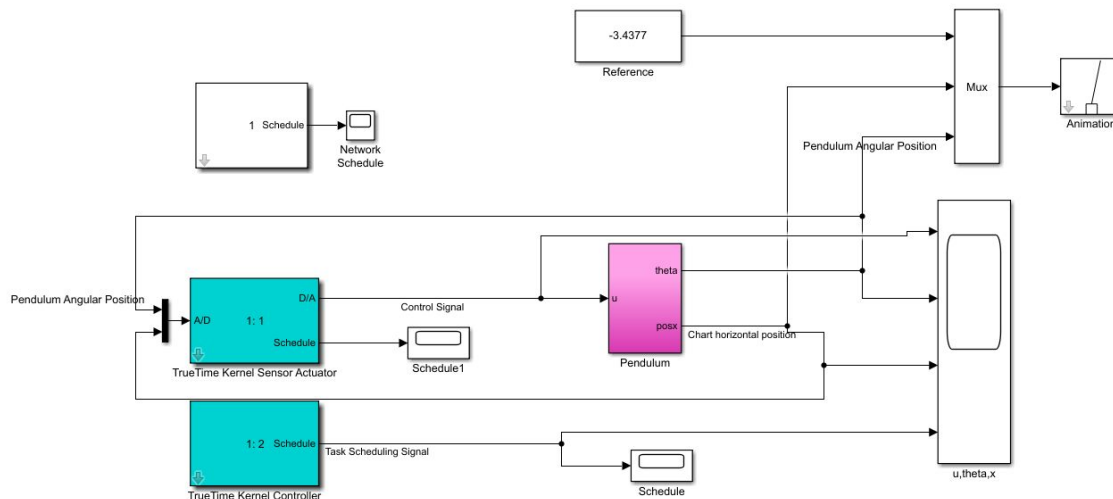 -3.4377
Reference
Mux
Animation
1 Schedule
Network
Schedule
Pendulum Angular Position
Pendulum Angular Position
A/D
D/A
1: 1
Schedule
TrueTime Kernel Sensor Actuator
Control Signal
Schedule1
theta
u
posx
Pendulum
Chart horizontal position
1: 2 Schedule
TrueTime Kernel Controller
Task Scheduling Signal
Schedule
u,theta,x